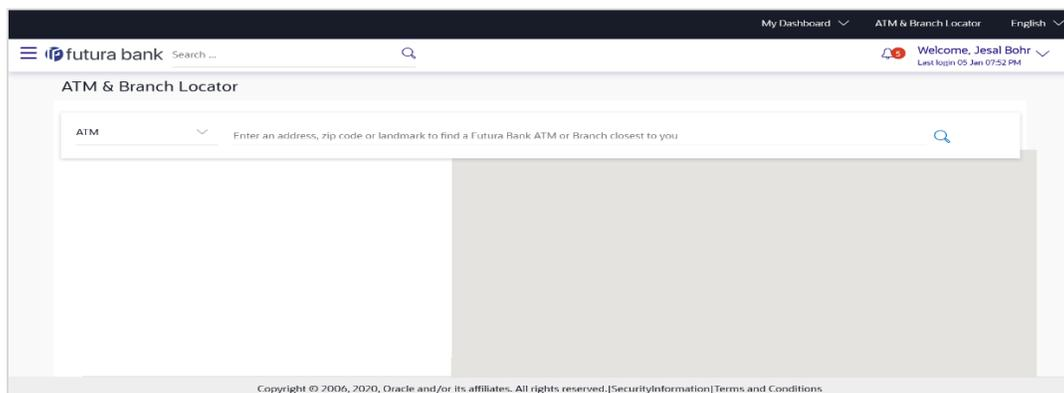 My Dashboard ATM & Branch Locator English
futura bank Search ... 5 Welcome, Jesal Bohr
Last login 05 Jan 07:52 PM
ATM & Branch Locator
ATM Enter an address, zip code or landmark to find a Futura Bank ATM or Branch closest to you
Copyright © 2006, 2020, Oracle and/or its affiliates. All rights reserved.|SecurityInformation|Terms and Conditions